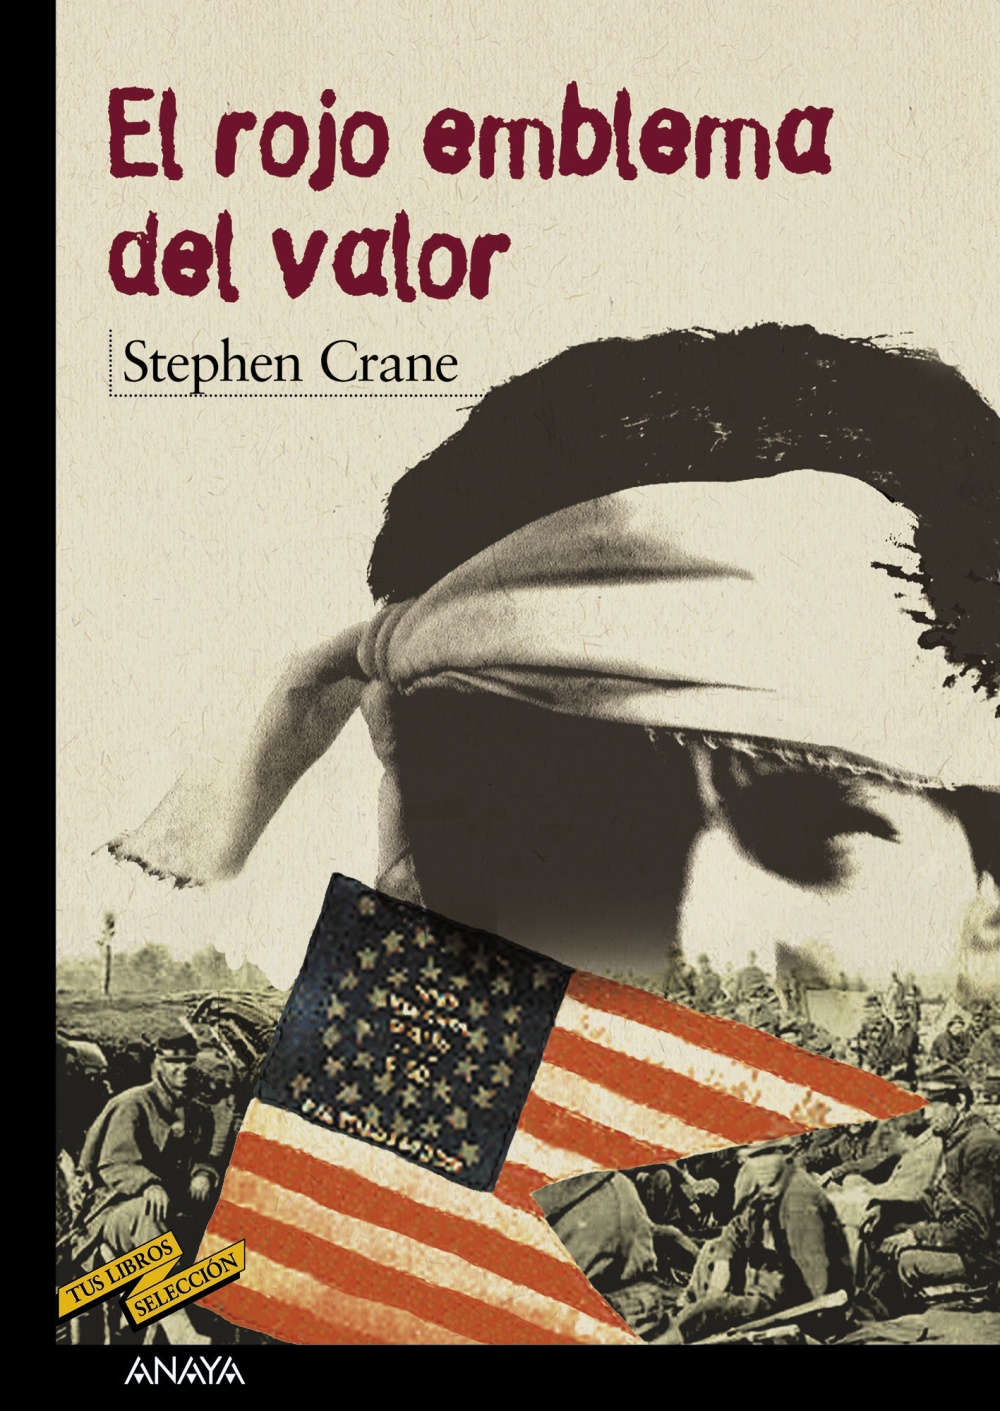 El rojo emblema
del valor
Stephen Crane
TUS LIBROS
SELECCIÓN
ANAYA